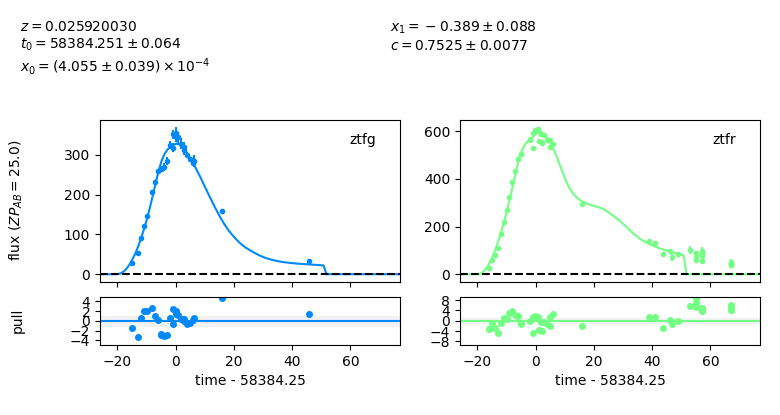 z = 0.025920030
t0 = 58384.251 ± 0.064
x0 = (4.055 ± 0.039) × 10^−4
x1 = −0.389 ± 0.088
c = 0.7525 ± 0.0077
flux (ZP_AB = 25.0)
ztfg
300
200
100
0
ztfr
600
400
200
0
pull
4
2
0
−2
−4
8
4
0
−4
−8
−20 0 20 40 60
−20 0 20 40 60
time - 58384.25
time - 58384.25